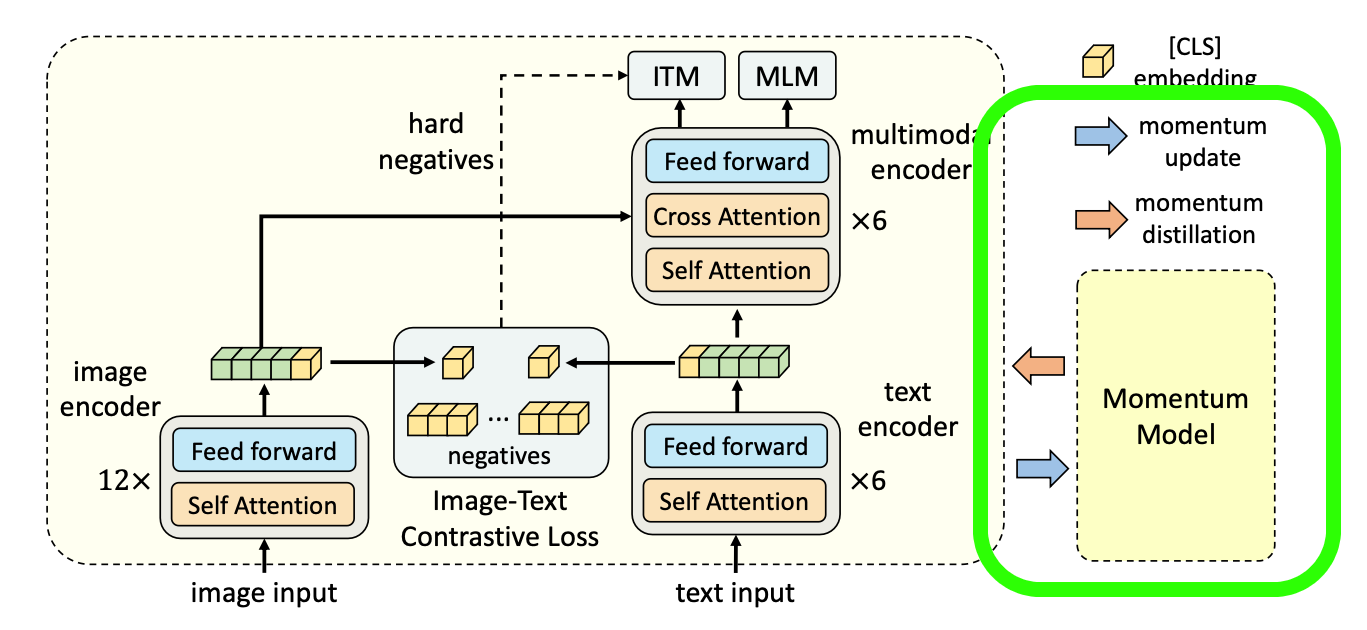 ITM
MLM
[CLS]
embedding
hard
negatives
multimodal
encoder
Feed forward
Cross Attention
Self Attention
×6
momentum
update
momentum
distillation
image
encoder
12×
Feed forward
Self Attention
...
negatives
Image-Text
Contrastive Loss
text
encoder
Feed forward
Self Attention
×6
Momentum
Model
image input
text input